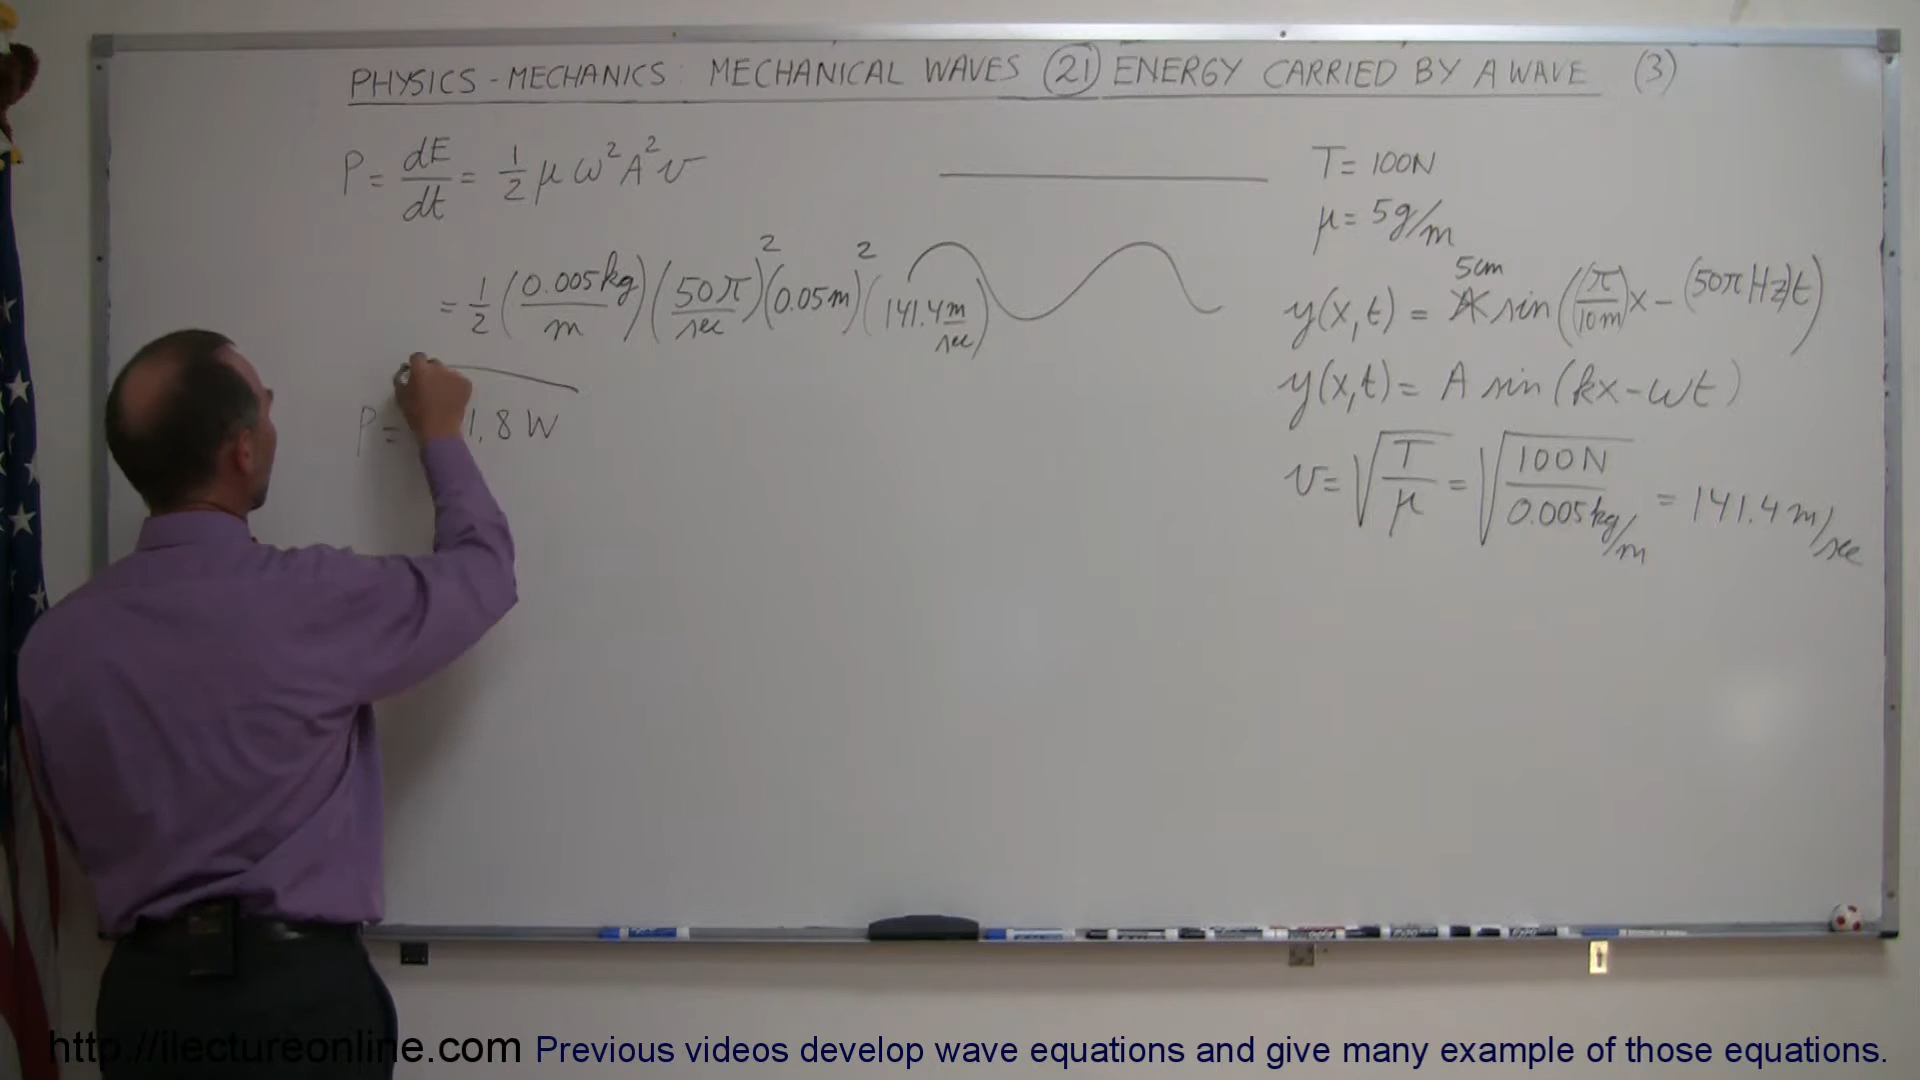 PHYSICS - MECHANICS: MECHANICAL WAVES (21) ENERGY CARRIED BY A WAVE (3)
P = dE/dt = 1/2 μ ω² A² v
= 1/2 (0.005kg/m) (50π/sec)² (0.05m)² (141.4 m/sec)
P = 1.8 W
T = 100N
μ = 5g/m
5cm
y(x,t) = A sin((π/10m)x - (50π Hz)t)
y(x,t) = A sin(kx - ωt)
v = √(T/μ) = √(100N/0.005kg/m) = 141.4 m/sec
http://ilectureonline.com Previous videos develop wave equations and give many example of those equations.